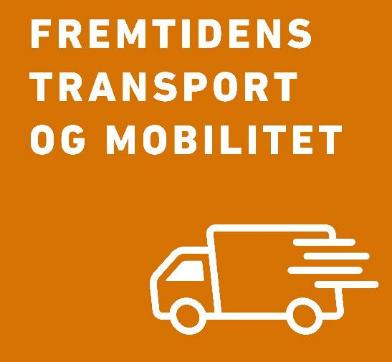 FREMTIDENS
TRANSPORT
OG MOBILITET